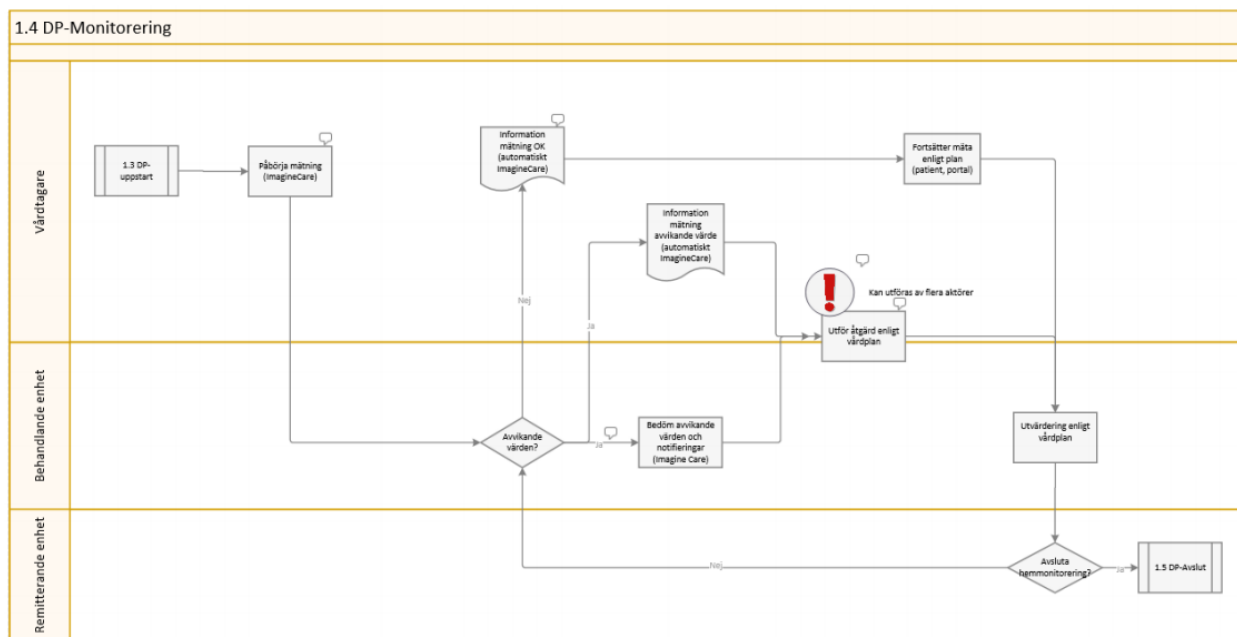 1.4 DP-Monitorering
Vårdtagare
1.3 DP-
uppstart
Påbörja mätning
(ImagineCare)
Information
mätning OK
(automatiskt
ImagineCare)
Fortsätter mäta
enligt plan
(patient, portal)
Information
mätning
avvikande värde
(automatiskt
ImagineCare)
Nej
Ja
Kan utföras av flera aktörer
Utför åtgärd enligt
vårdplan
Behandlande enhet
Avvikande
värden?
Ja
Bedöm avvikande
värden och
notifieringar
(Imagine Care)
Utvärdering enligt
vårdplan
Remitterande enhet
Nej
Avsluta
hemmonitorering?
Ja
1.5 DP-Avslut